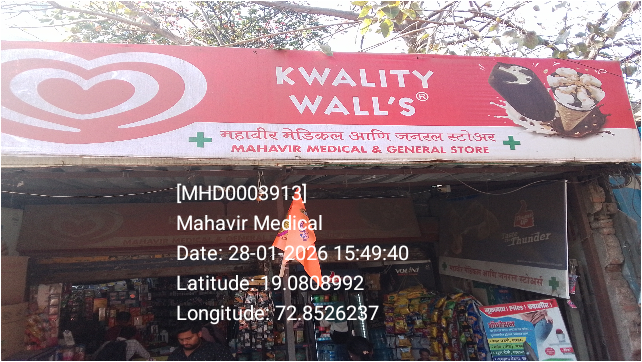 KWALITY
WALL'S®
महावीर मेडिकल आणि जनरल स्टोअर
MAHAVIR MEDICAL & GENERAL STORE
[MHD0008913]
Mahavir Medical
Date: 28-01-2026 15:49:40
Latitude: 19.0808992
Longitude: 72.8526237
Thunder